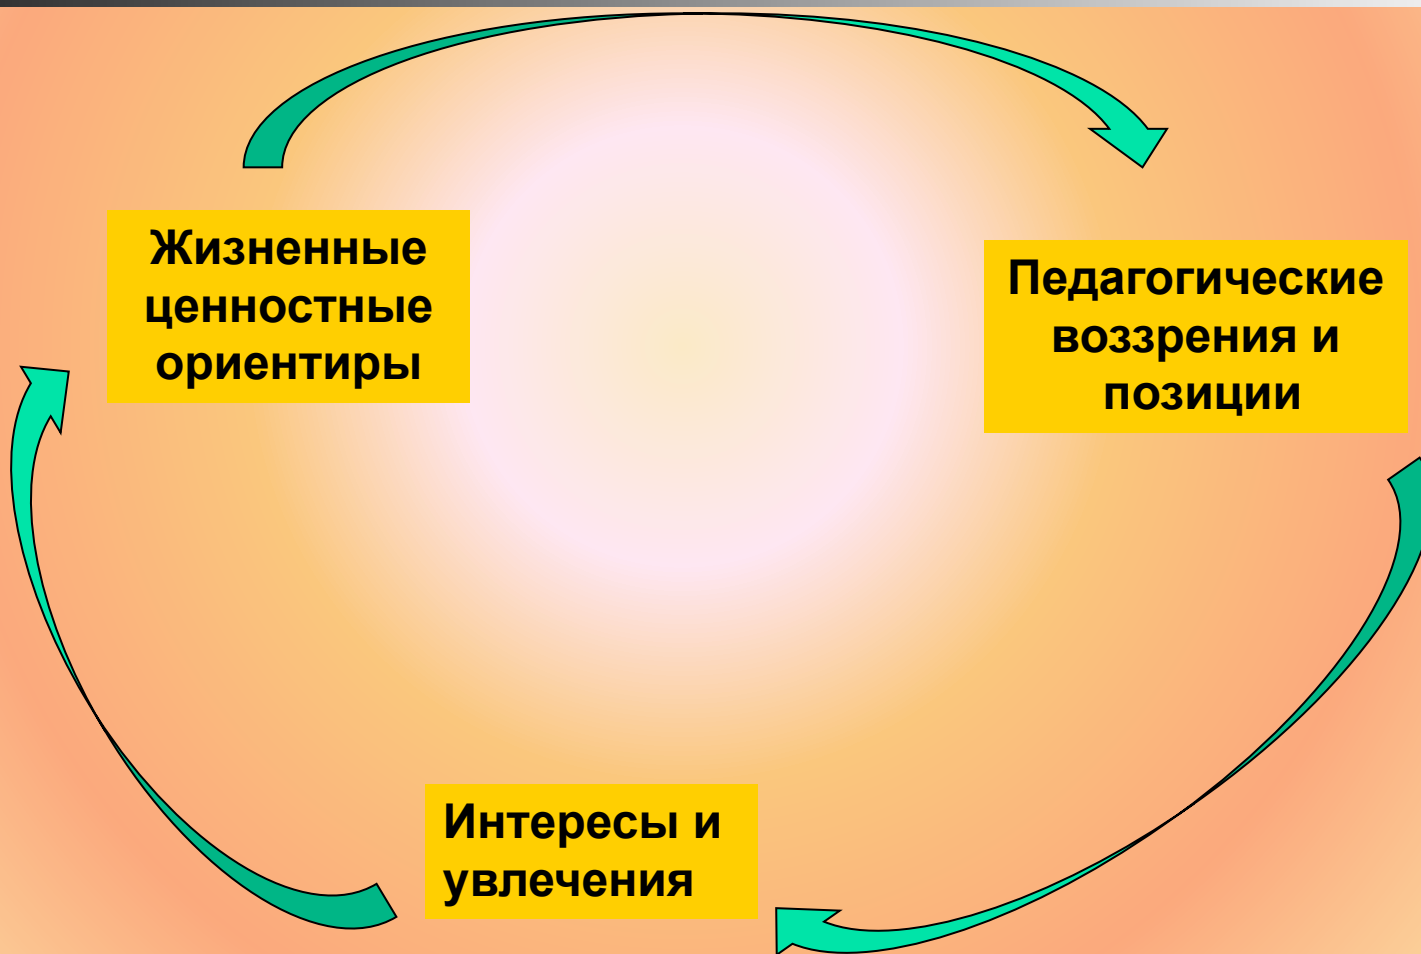 Жизненные
ценностные
ориентиры
Педагогические
воззрения и
позиции
Интересы и
увлечения